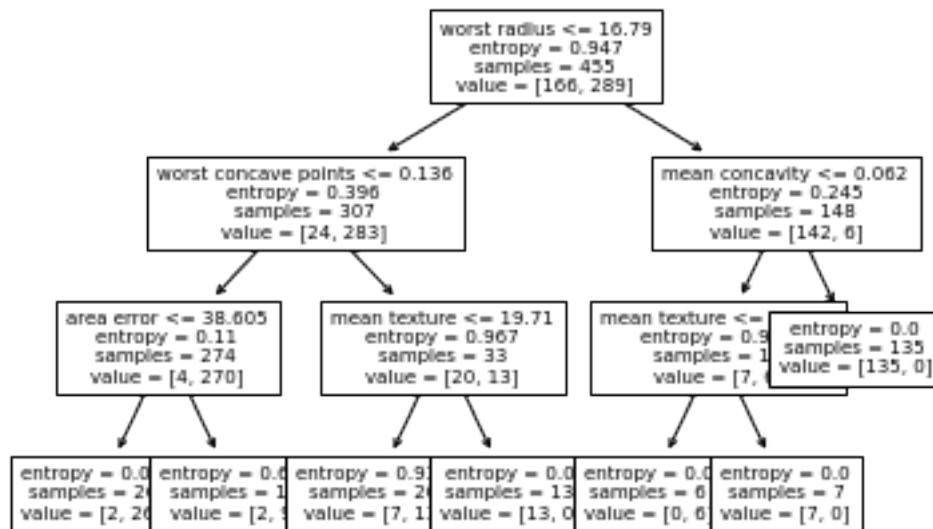 worst radius <= 16.79
entropy = 0.947
samples = 455
value = [166, 289]
worst concave points <= 0.136
entropy = 0.396
samples = 307
value = [24, 283]
mean concavity <= 0.062
entropy = 0.245
samples = 148
value = [142, 6]
area error <= 38.605
entropy = 0.11
samples = 274
value = [4, 270]
mean texture <= 19.71
entropy = 0.967
samples = 33
value = [20, 13]
mean texture <=
entropy = 0.9
samples = 1
value = [7,
entropy = 0.0
samples = 135
value = [135, 0]
entropy = 0.0
samples = 2
value = [2, 26
entropy = 0.6
samples = 1
value = [2, 9
entropy = 0.93
samples = 20
value = [7, 13
entropy = 0.0
samples = 13
value = [13, 0
entropy = 0.0
samples = 6
value = [0, 6
entropy = 0.0
samples = 7
value = [7, 0]